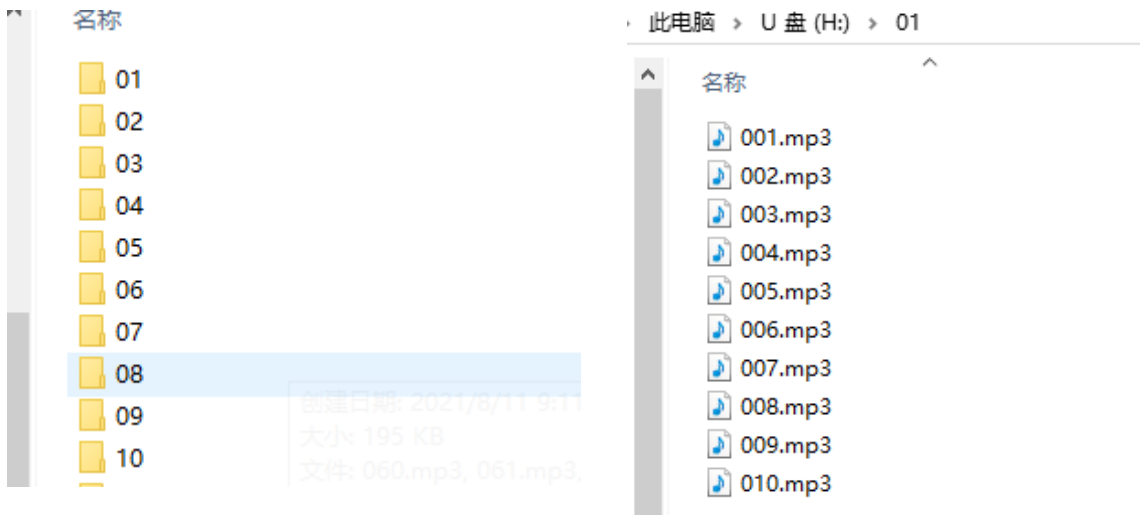 名称
01
02
03
04
05
06
07
08
09
10
创建日期: 2021/8/11 9:11
大小: 195 KB
文件: 060.mp3, 061.mp3,
此电脑 > U 盘 (H:) > 01
名称
001.mp3
002.mp3
003.mp3
004.mp3
005.mp3
006.mp3
007.mp3
008.mp3
009.mp3
010.mp3